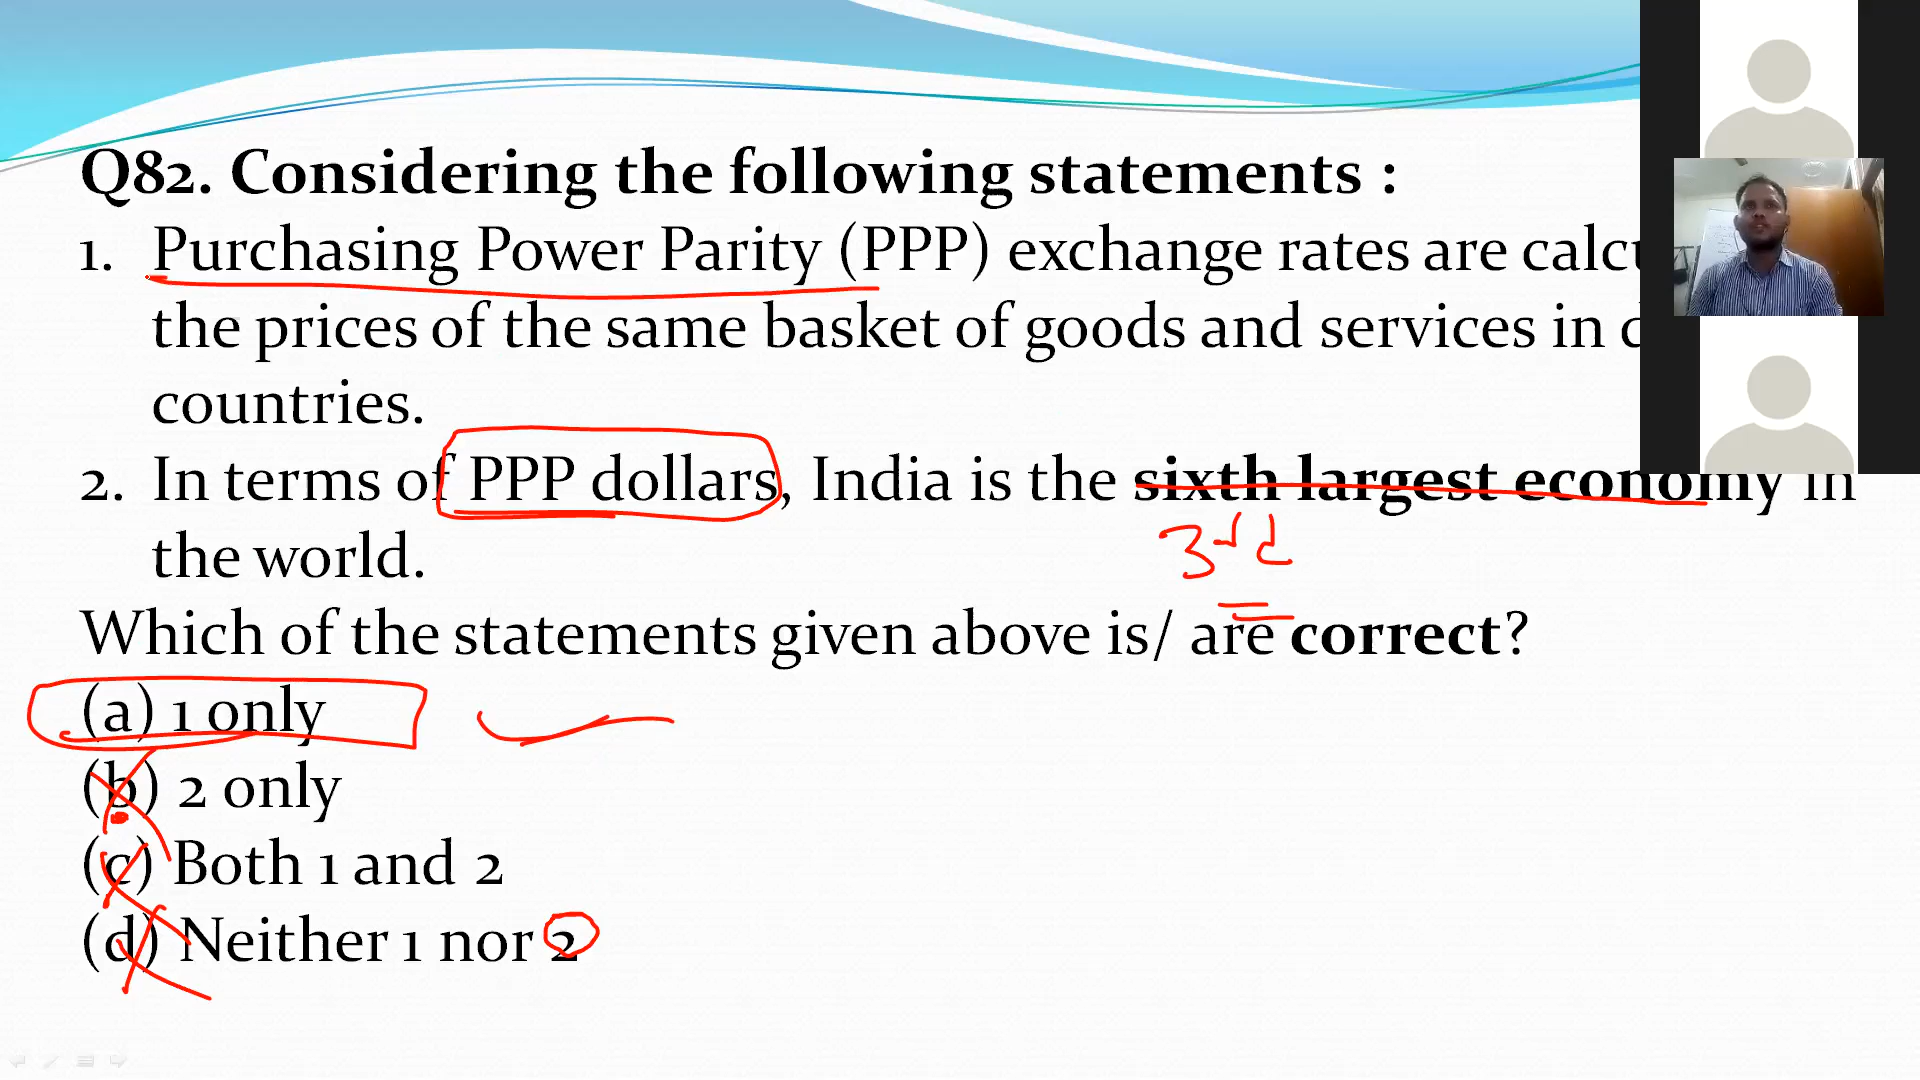 Q82. Considering the following statements :
1. Purchasing Power Parity (PPP) exchange rates are
the prices of the same basket of goods and services in
countries.
2. In terms of PPP dollars, India is the sixth largest economy in
the world.
3rd
Which of the statements given above is/ are correct?
(a) 1 only
(b) 2 only
(c) Both 1 and 2
(d) Neither 1 nor 2